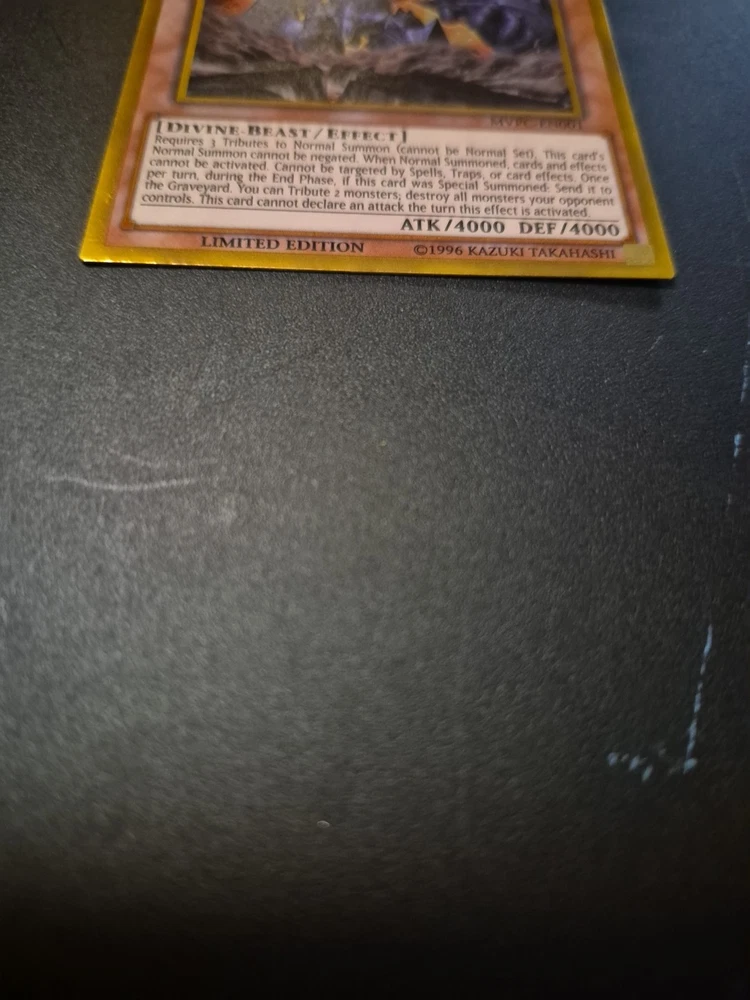 MVPC-EN001
[DIVINE-BEAST/EFFECT]
Requires 3 Tributes to Normal Summon (cannot be Normal Set). This card's
Normal Summon cannot be negated. When Normal Summoned, cards and effects
cannot be activated. Cannot be targeted by Spells, Traps, or card effects. Once
per turn, during the End Phase, if this card was Special Summoned: Send it to
the Graveyard. You can Tribute 2 monsters; destroy all monsters your opponent
controls. This card cannot declare an attack the turn this effect is activated.
ATK/4000 DEF/4000
LIMITED EDITION ©1996 KAZUKI TAKAHASHI